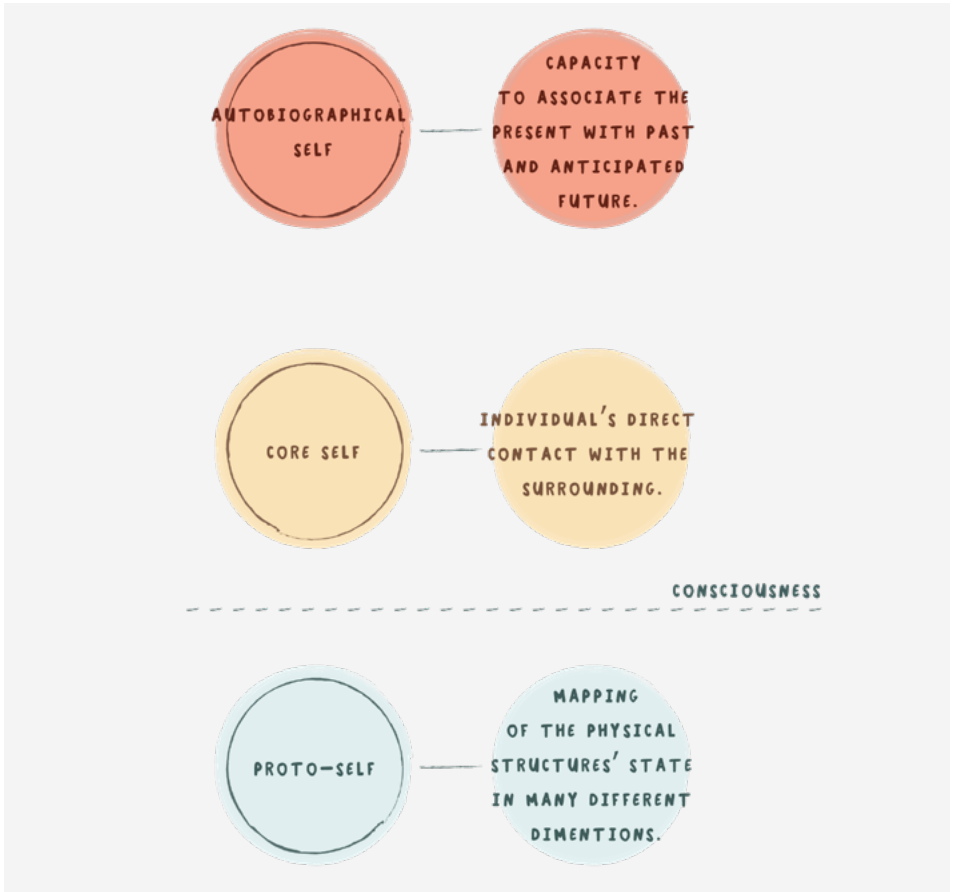 AUTOBIOGRAPHICAL
SELF
CAPACITY
TO ASSOCIATE THE
PRESENT WITH PAST
AND ANTICIPATED
FUTURE.
CORE SELF
INDIVIDUAL'S DIRECT
CONTACT WITH THE
SURROUNDING.
CONSCIOUSNESS
PROTO-SELF
MAPPING
OF THE PHYSICAL
STRUCTURES' STATE
IN MANY DIFFERENT
DIMENTIONS.